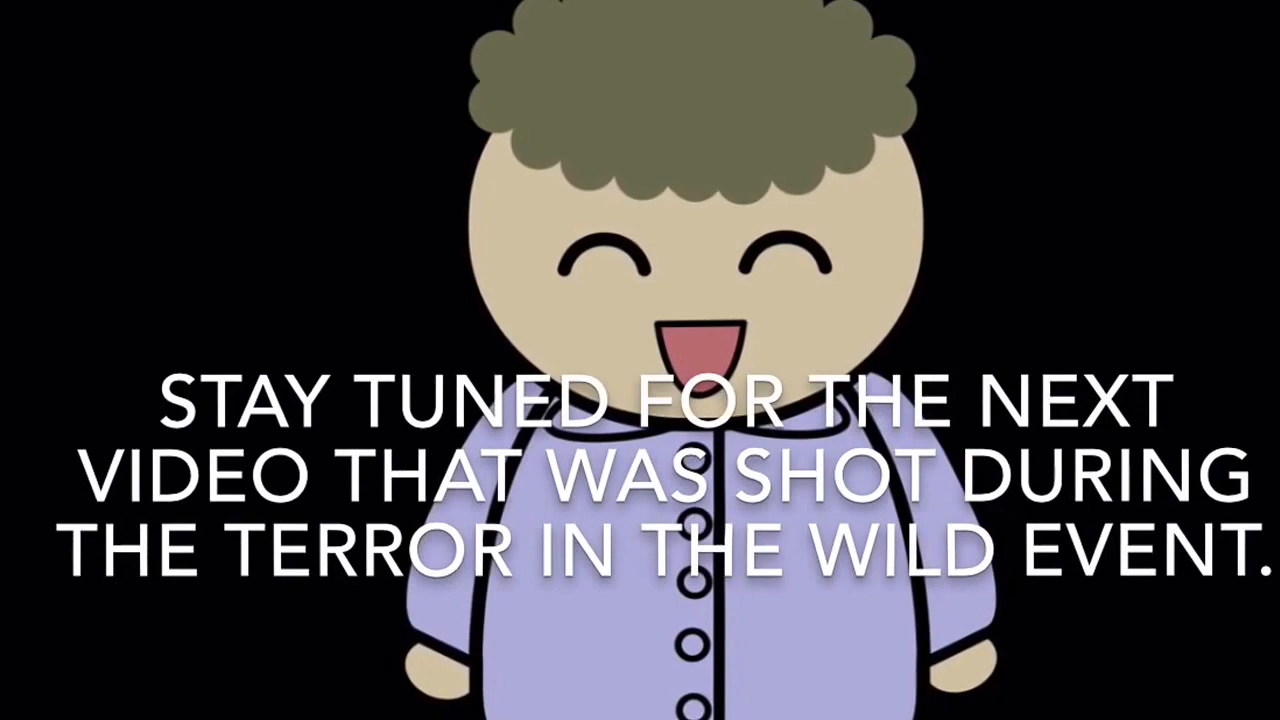 STAY TUNED FOR THE NEXT
VIDEO THAT WAS SHOT DURING
THE TERROR IN THE WILD EVENT.